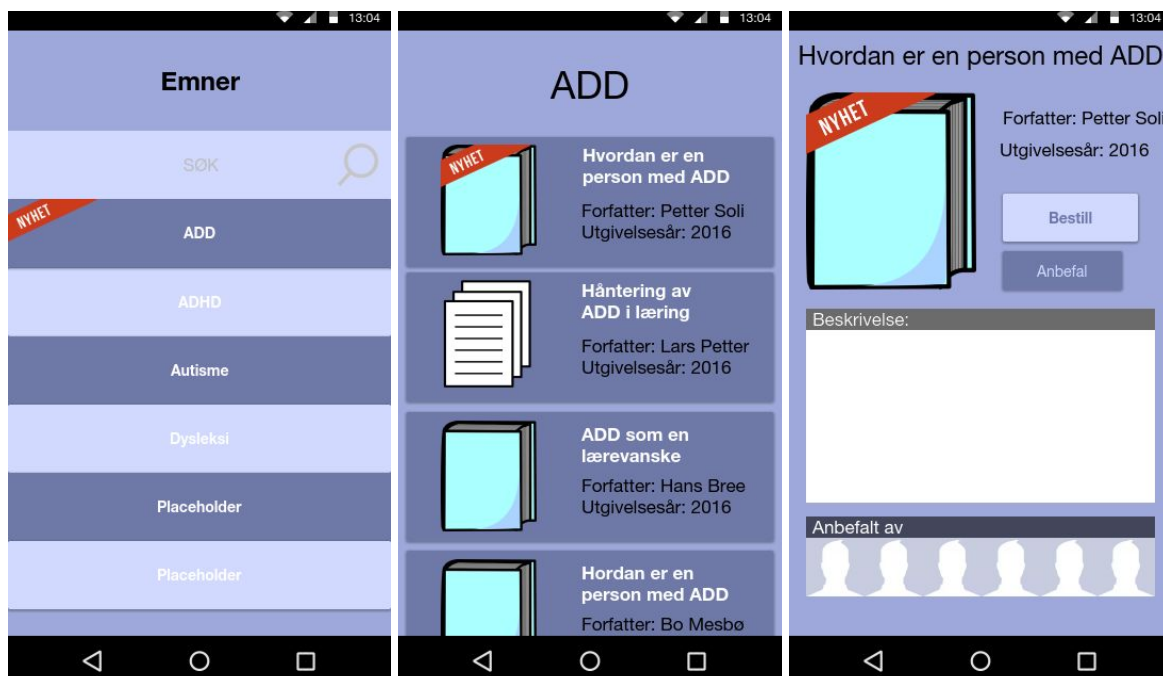 13:04
Emner
SØK
NYHET
ADD
ADHD
Autisme
Dysleksi
Placeholder
Placeholder
13:04
ADD
NYHET
Hvordan er en
person med ADD
Forfatter: Petter Soli
Utgivelsesår: 2016
Håntering av
ADD i læring
Forfatter: Lars Petter
Utgivelsesår: 2016
ADD som en
lærevanske
Forfatter: Hans Bree
Utgivelsesår: 2016
Hordan er en
person med ADD
Forfatter: Bo Mesbø
13:04
Hvordan er en person med ADD
NYHET
Forfatter: Petter Soli
Utgivelsesår: 2016
Bestill
Anbefal
Beskrivelse:
Anbefalt av